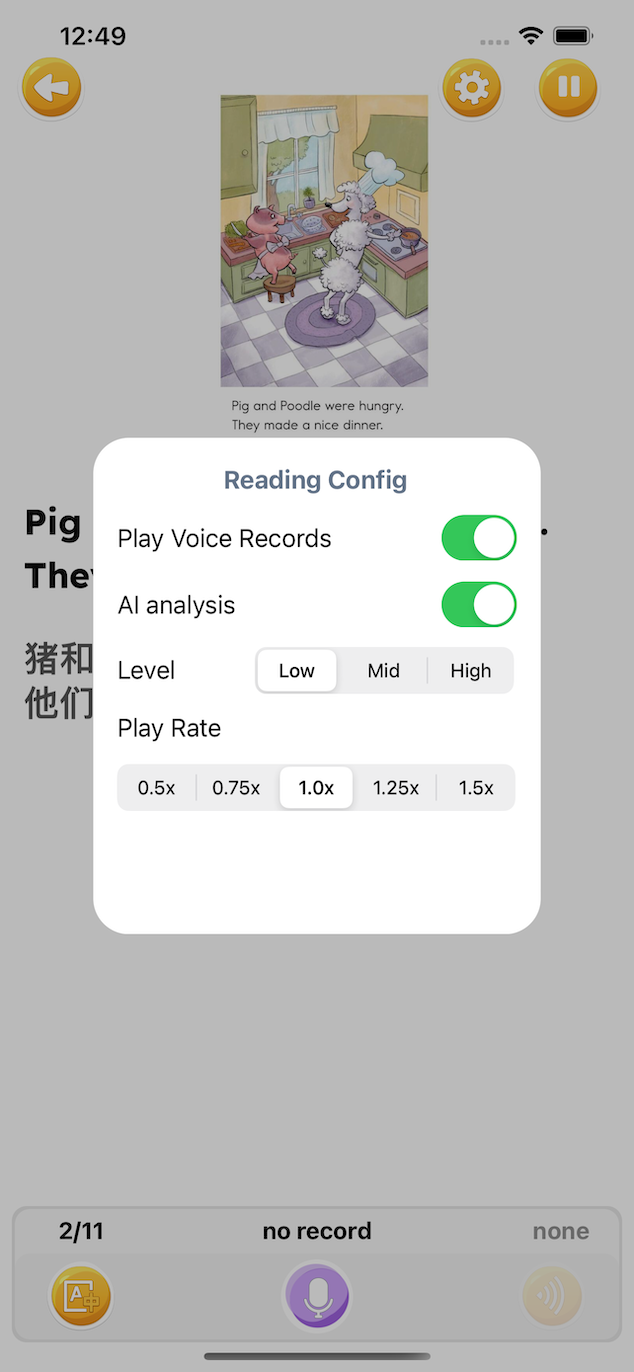 12:49
Pig and Poodle were hungry.
They made a nice dinner.
Reading Config
Pig
They
猪和
他们
Play Voice Records
AI analysis
Level
Low Mid High
Play Rate
0.5x 0.75x 1.0x 1.25x 1.5x
2/11 no record none
A中